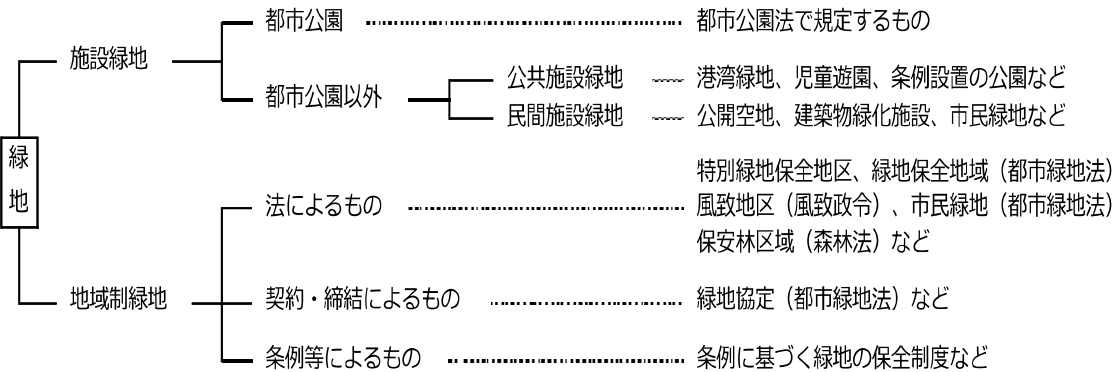 都市公園 都市公園法で規定するもの
施設緑地
公共施設緑地 港湾緑地、児童遊園、条例設置の公園など
都市公園以外
民間施設緑地 公開空地、建築物緑化施設、市民緑地など
緑地
特別緑地保全地区、緑地保全地域（都市緑地法）
法によるもの 風致地区（風致政令）、市民緑地（都市緑地法）
保安林区域（森林法）など
地域制緑地 契約・締結によるもの 緑地協定（都市緑地法）など
条例等によるもの 条例に基づく緑地の保全制度など